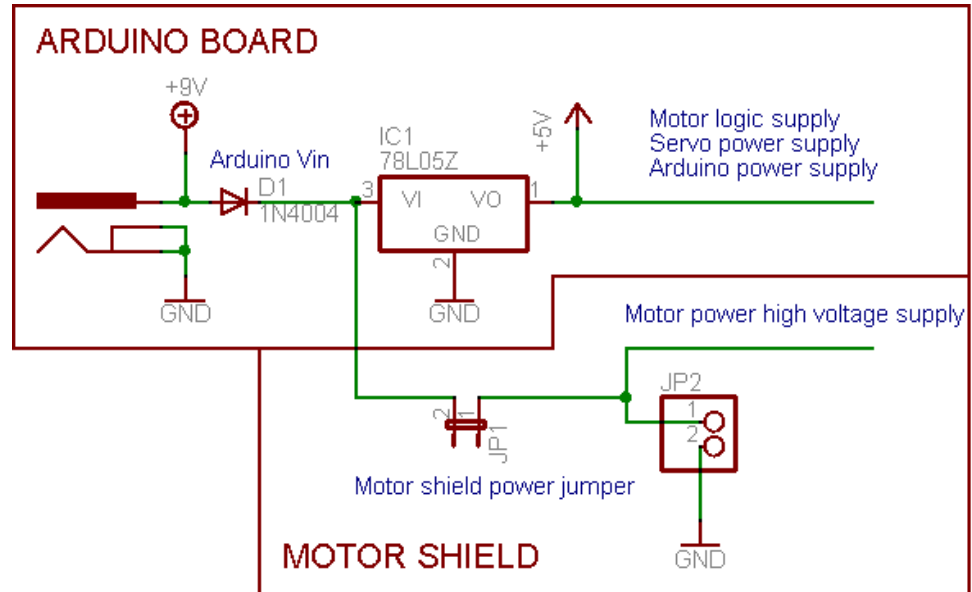 ARDUINO BOARD
+9V
Arduino Vin
D1
1N4004
IC1
78L05Z
3
VI
VO
1
GND
2
+5V
Motor logic supply
Servo power supply
Arduino power supply
GND
GND
Motor power high voltage supply
2
1
JP1
JP2
1
2
Motor shield power jumper
MOTOR SHIELD
GND